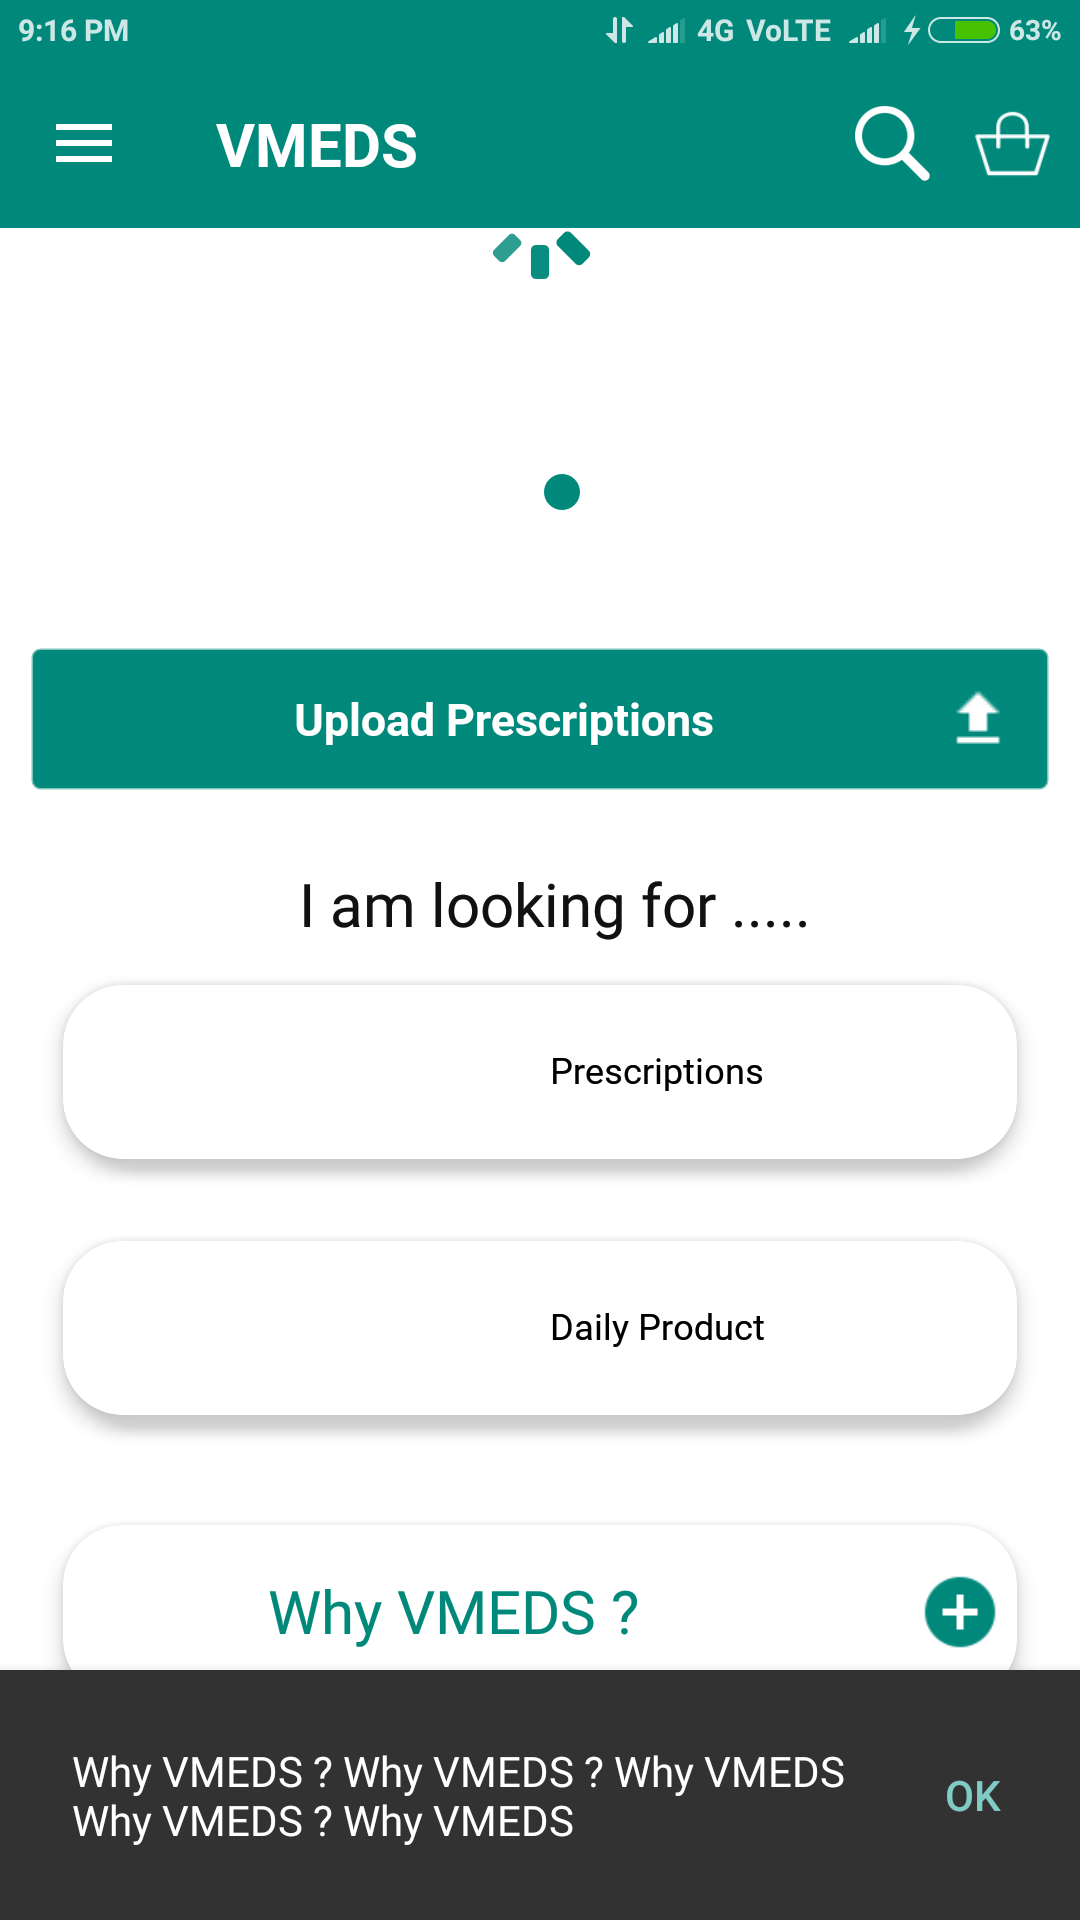 9:16 PM 4G VoLTE 63%
VMEDS
Upload Prescriptions
I am looking for .....
Prescriptions
Daily Product
Why VMEDS ?
Why VMEDS ? Why VMEDS ? Why VMEDS
Why VMEDS ? Why VMEDS
OK